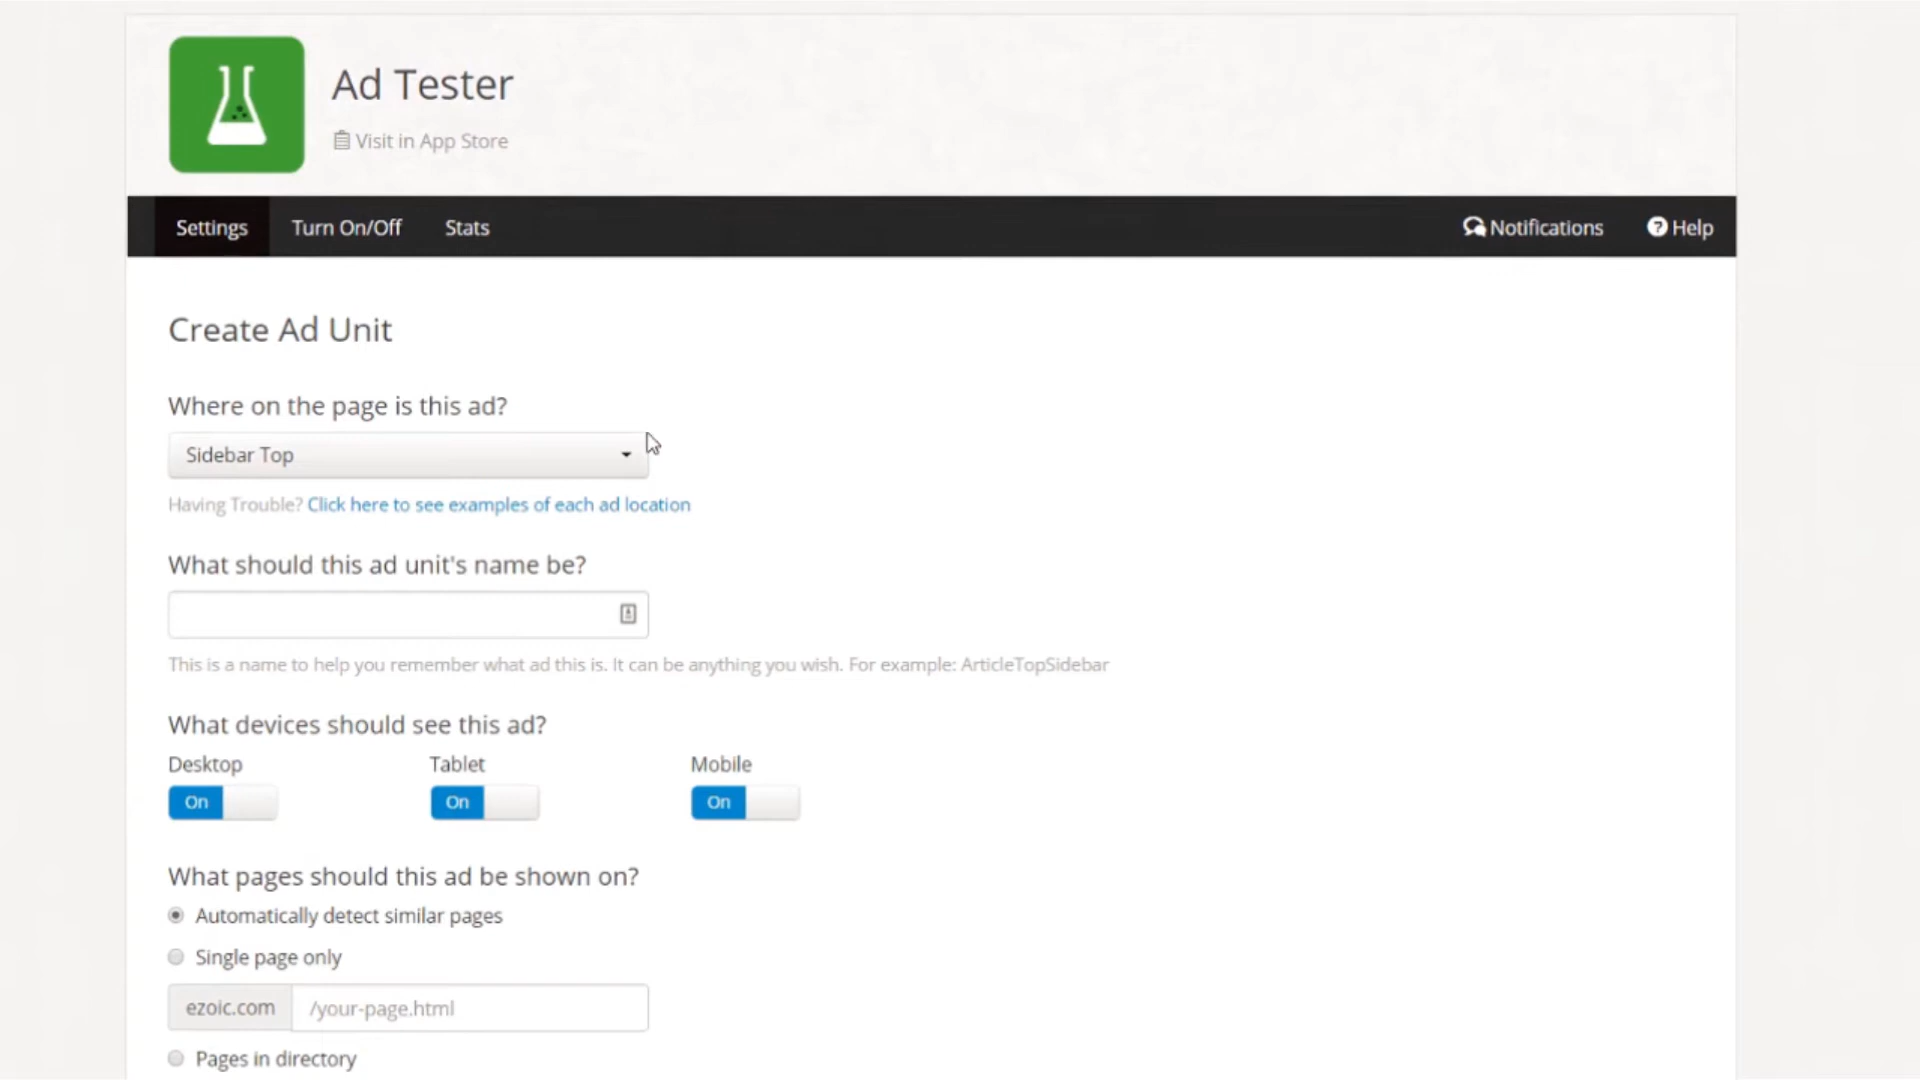 Ad Tester
Visit in App Store
Settings Turn On/Off Stats Notifications ? Help
Create Ad Unit
Where on the page is this ad?
Sidebar Top
Having Trouble? Click here to see examples of each ad location
What should this ad unit's name be?
This is a name to help you remember what ad this is. It can be anything you wish. For example: ArticleTopSidebar
What devices should see this ad?
Desktop Tablet Mobile
On On On
What pages should this ad be shown on?
Automatically detect similar pages
Single page only
ezoic.com /your-page.html
Pages in directory